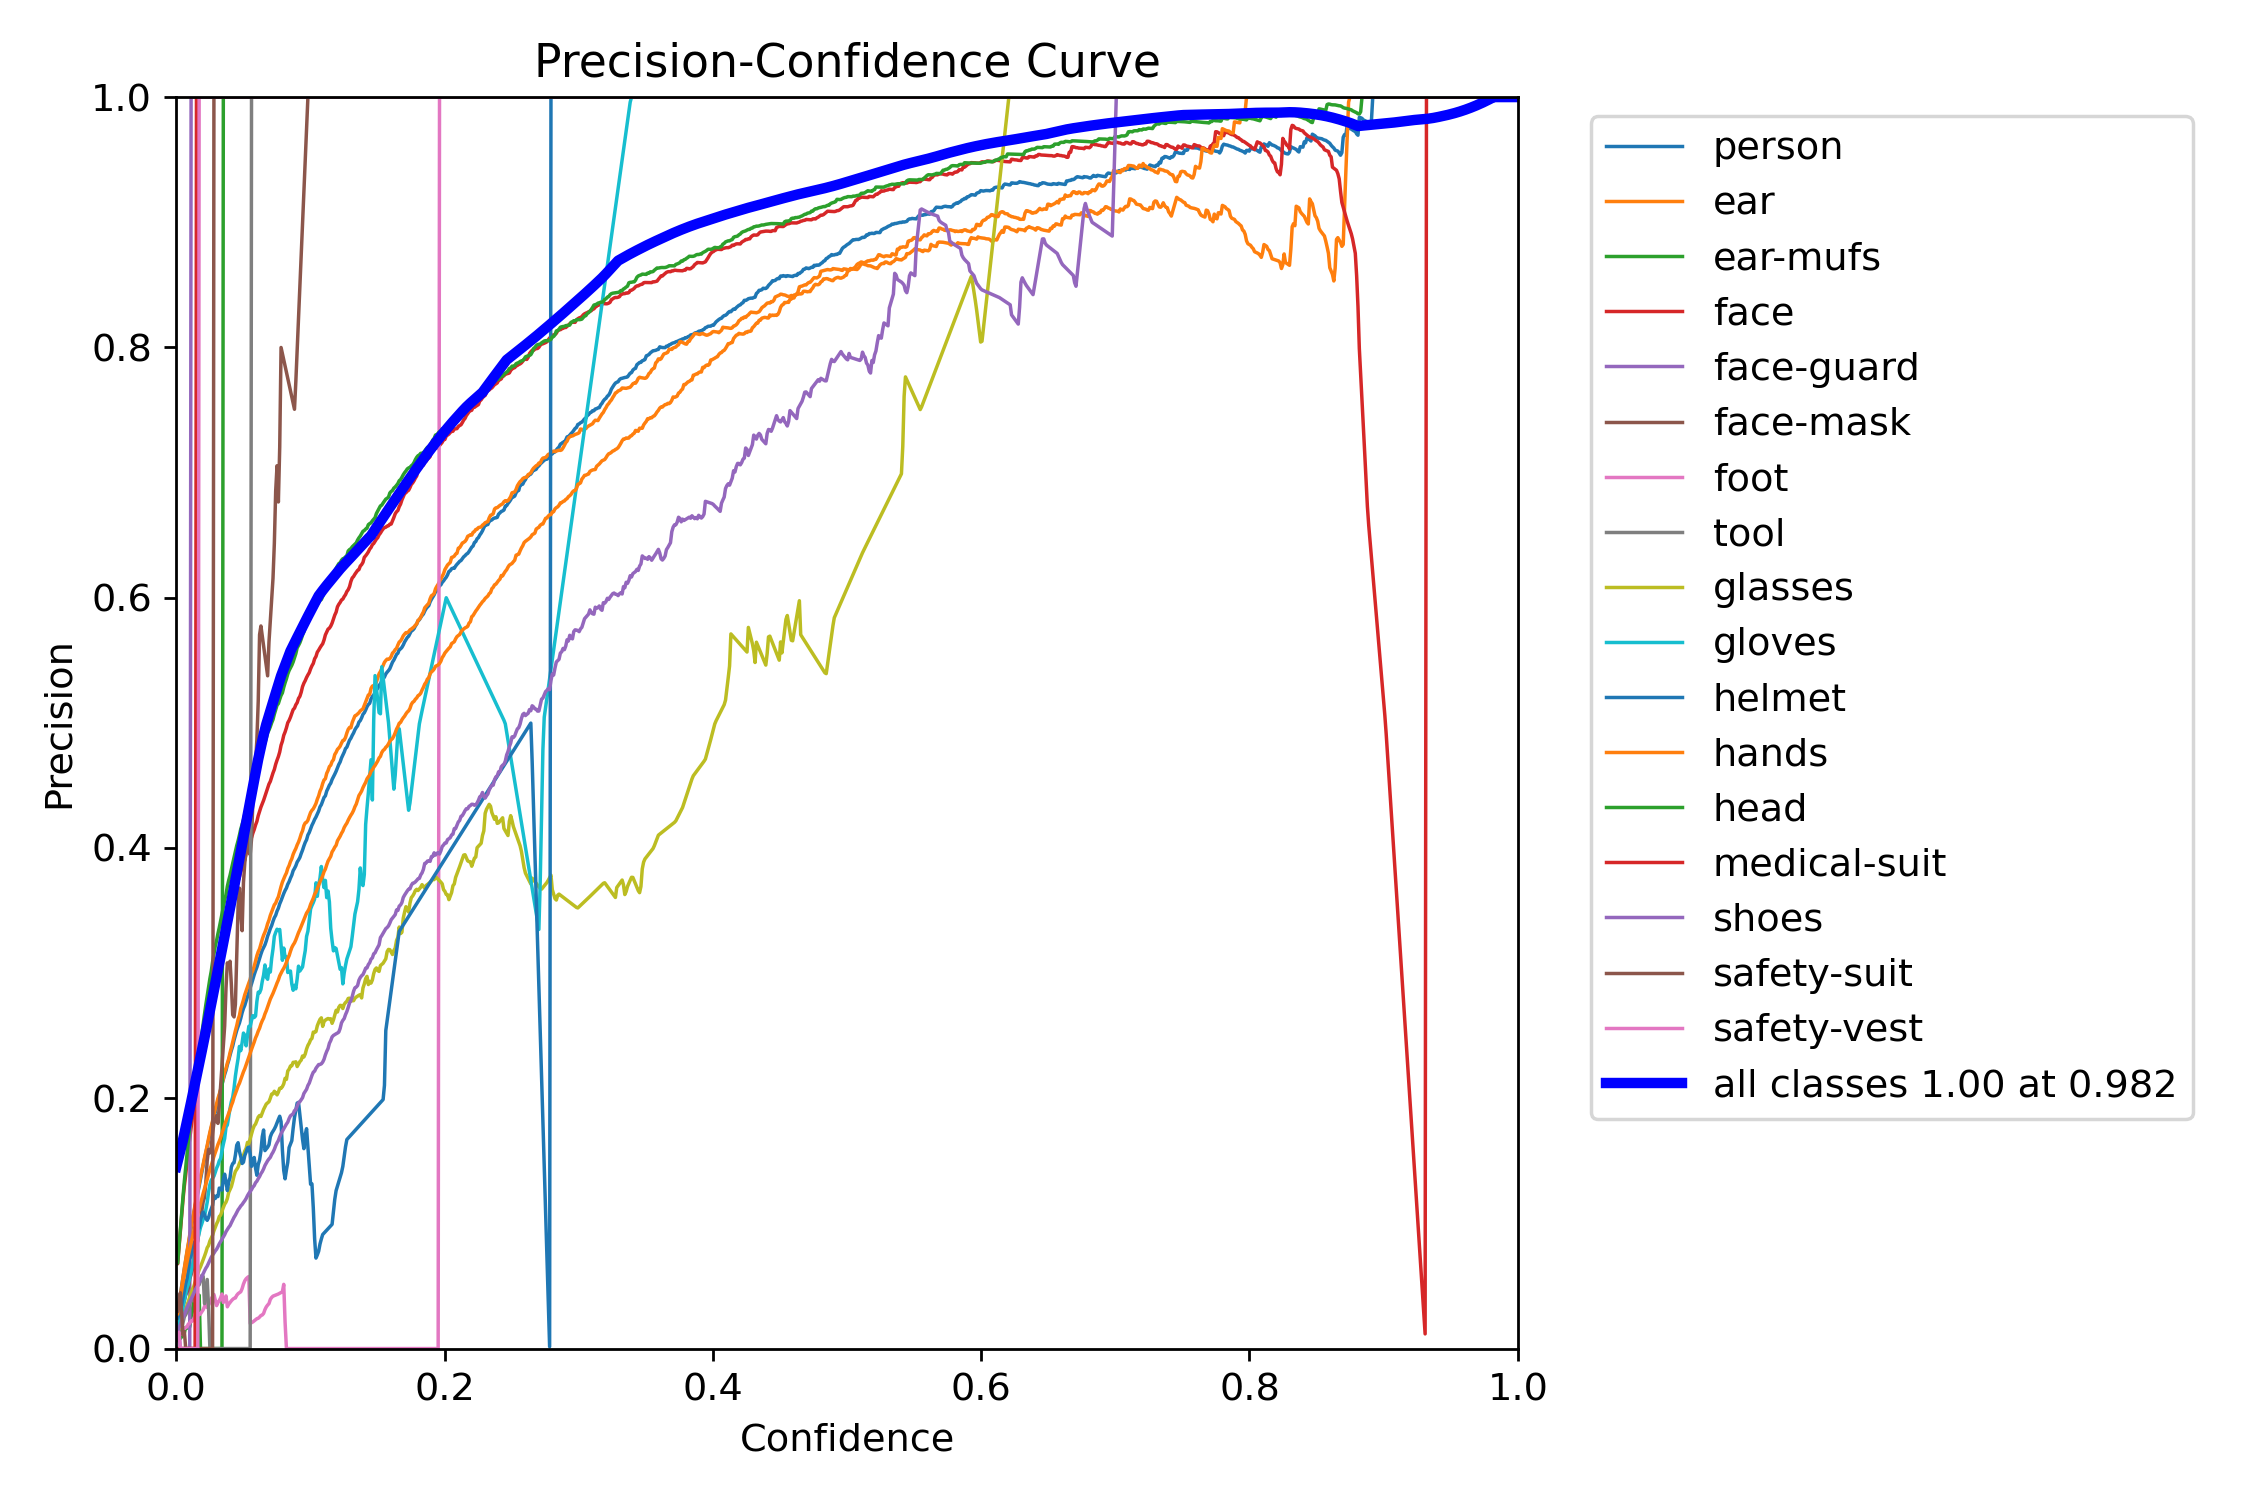 Precision-Confidence Curve
1.0
0.8
0.6
0.4
0.2
0.0
Precision
0.0 0.2 0.4 0.6 0.8 1.0
Confidence
person
ear
ear-mufs
face
face-guard
face-mask
foot
tool
glasses
gloves
helmet
hands
head
medical-suit
shoes
safety-suit
safety-vest
all classes 1.00 at 0.982